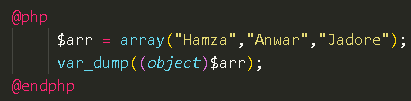 @php
$arr = array("Hamza","Anwar","Jadore");
var_dump((object)$arr);
@endphp